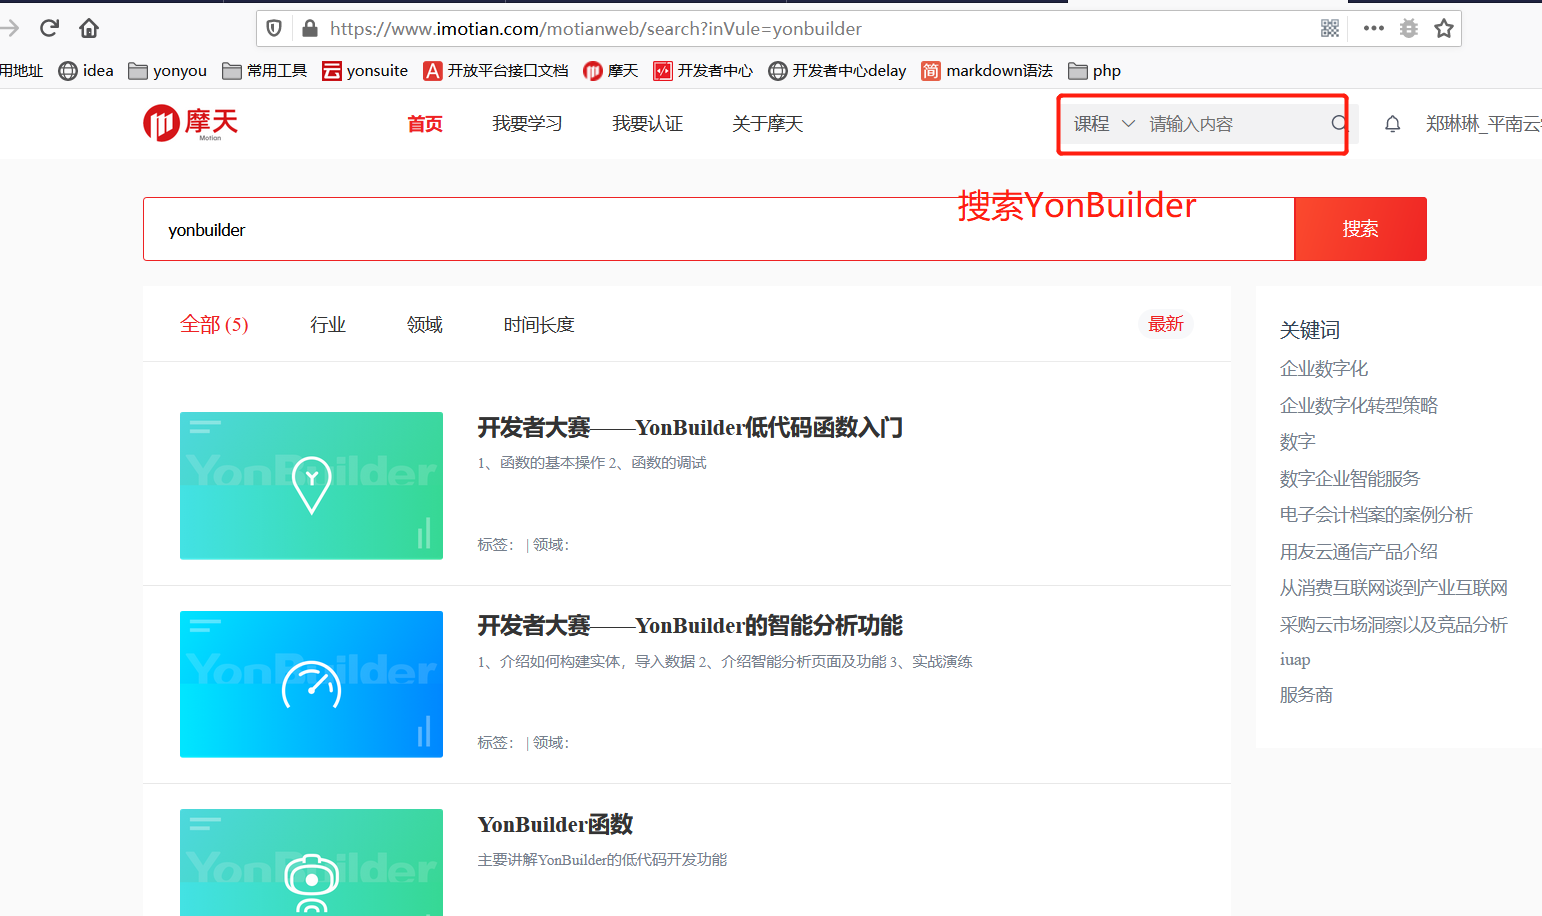 https://www.imotian.com/motianweb/search?inVule=yonbuilder
用地址 idea yonyou 常用工具 yonsuite 开放平台接口文档 摩天 开发者中心 开发者中心delay markdown语法 php
摩天 首页 我要学习 我要认证 关于摩天 课程 请输入内容 郑琳琳_平南云
Motion
搜索YonBuilder
yonbuilder 搜索
全部 (5) 行业 领域 时间长度 最新
YonBuilder
开发者大赛——YonBuilder低代码函数入门
1、函数的基本操作 2、函数的调试
标签： | 领域：
YonBuilder
开发者大赛——YonBuilder的智能分析功能
1、介绍如何构建实体，导入数据 2、介绍智能分析页面及功能 3、实战演练
标签： | 领域：
YonBuilder
YonBuilder函数
主要讲解YonBuilder的低代码开发功能
关键词
企业数字化
企业数字化转型策略
数字
数字企业智能服务
电子会计档案的案例分析
用友云通信产品介绍
从消费互联网谈到产业互联网
采购云市场洞察以及竞品分析
iuap
服务商